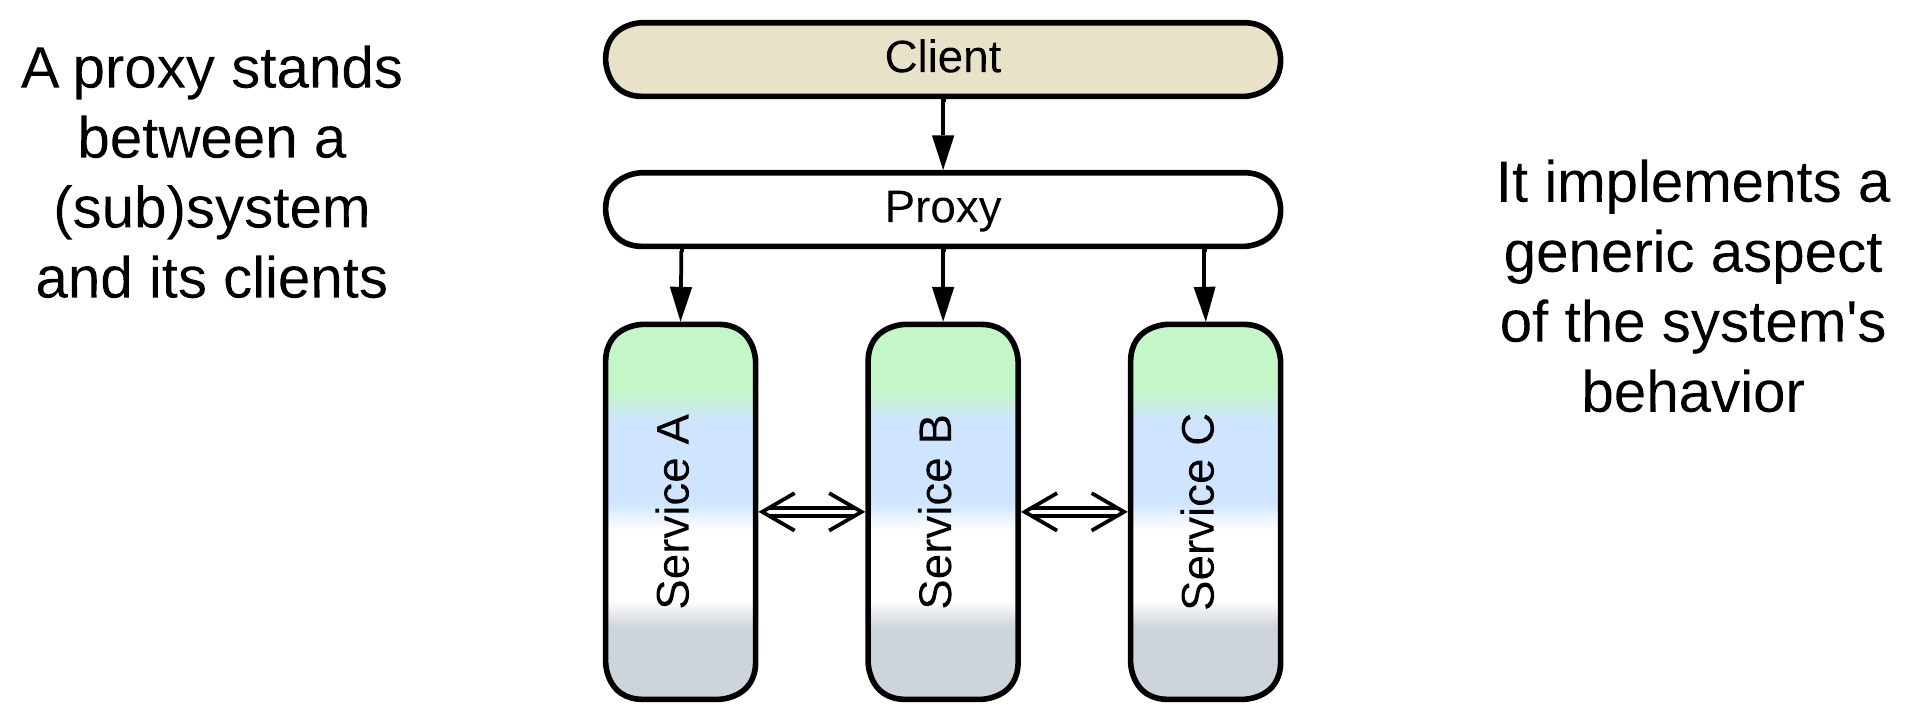 A proxy stands
between a
(sub)system
and its clients
Client
Proxy
Service A
Service B
Service C
It implements a
generic aspect
of the system's
behavior